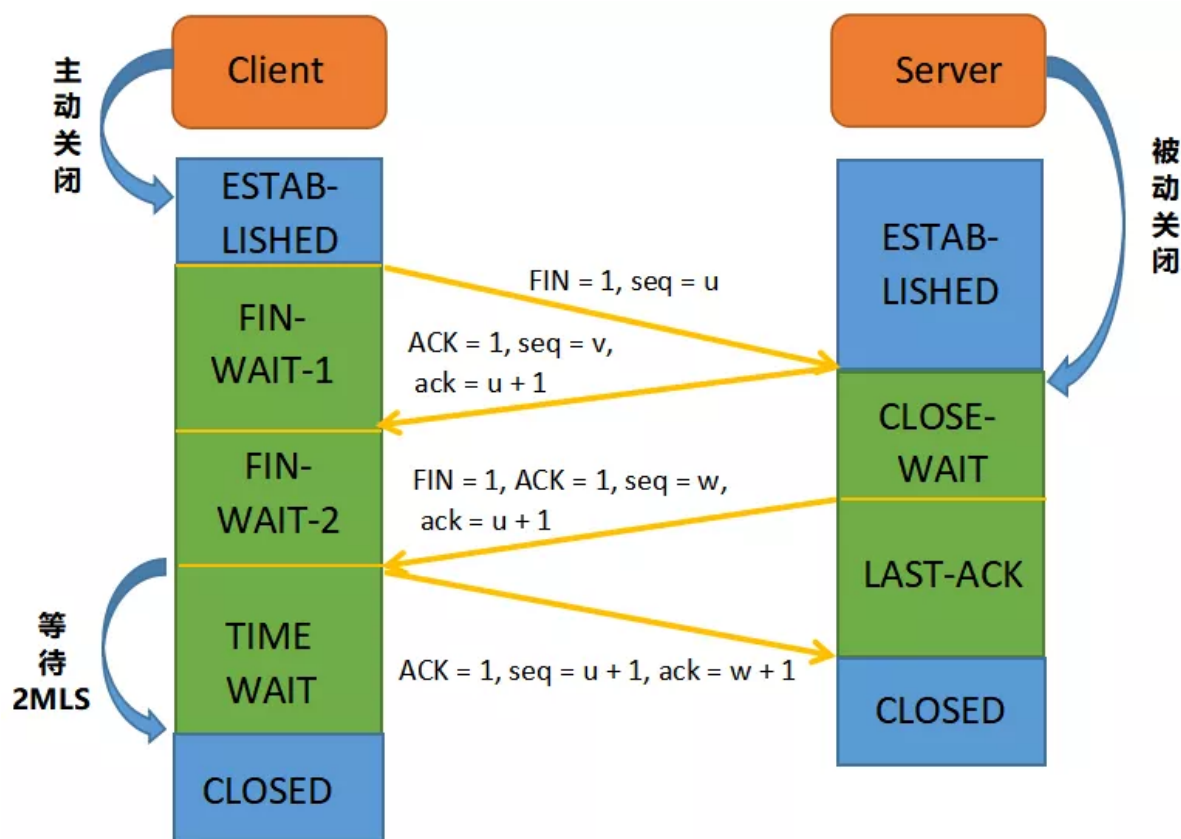 Client
Server
主
动
关
闭
被
动
关
闭
ESTAB-
LISHED
ESTAB-
LISHED
FIN = 1, seq = u
FIN-
WAIT-1
ACK = 1, seq = v,
ack = u + 1
CLOSE-
WAIT
FIN-
WAIT-2
FIN = 1, ACK = 1, seq = w,
ack = u + 1
LAST-ACK
等
待
2MLS
TIME
WAIT
ACK = 1, seq = u + 1, ack = w + 1
CLOSED
CLOSED